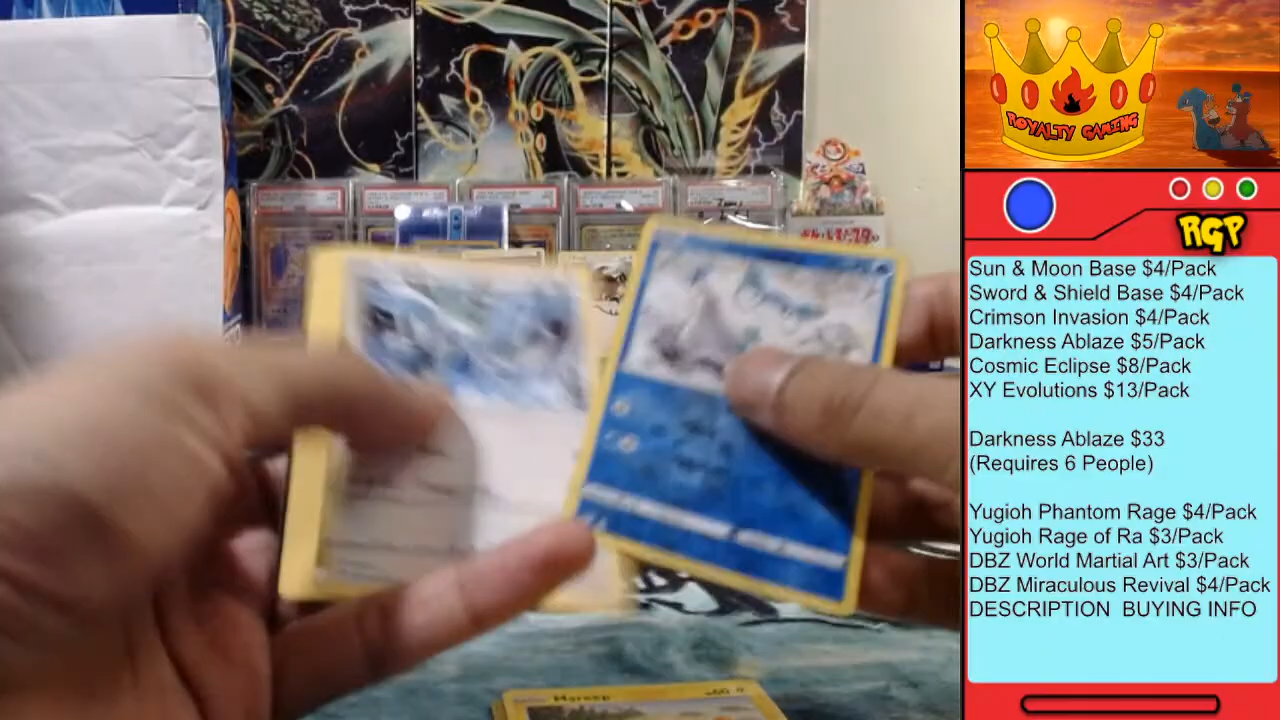 ROYALTY GAMING
RGP
Sun & Moon Base $4/Pack
Sword & Shield Base $4/Pack
Crimson Invasion $4/Pack
Darkness Ablaze $5/Pack
Cosmic Eclipse $8/Pack
XY Evolutions $13/Pack
Darkness Ablaze $33
(Requires 6 People)
Yugioh Phantom Rage $4/Pack
Yugioh Rage of Ra $3/Pack
DBZ World Martial Art $3/Pack
DBZ Miraculous Revival $4/Pack
DESCRIPTION BUYING INFO
Mareep